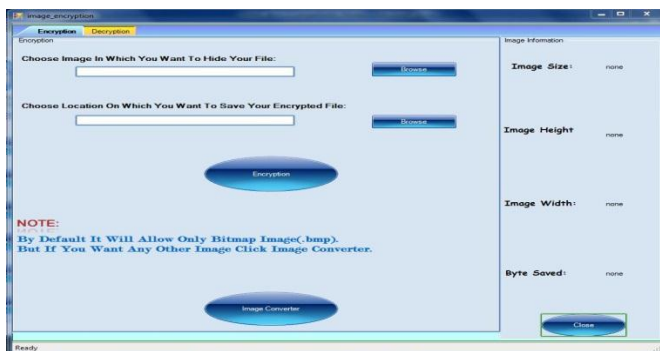 image_encryption
Encryption Decryption
Encryption
Choose Image In Which You Want To Hide Your File:
Browse
Choose Location On Which You Want To Save Your Encrypted File:
Browse
Encryption
NOTE:
By Default It Will Allow Only Bitmap Image(.bmp).
But If You Want Any Other Image Click Image Converter.
Image Converter
Image Information
Image Size: none
Image Height none
Image Width: none
Byte Saved: none
Close
Ready